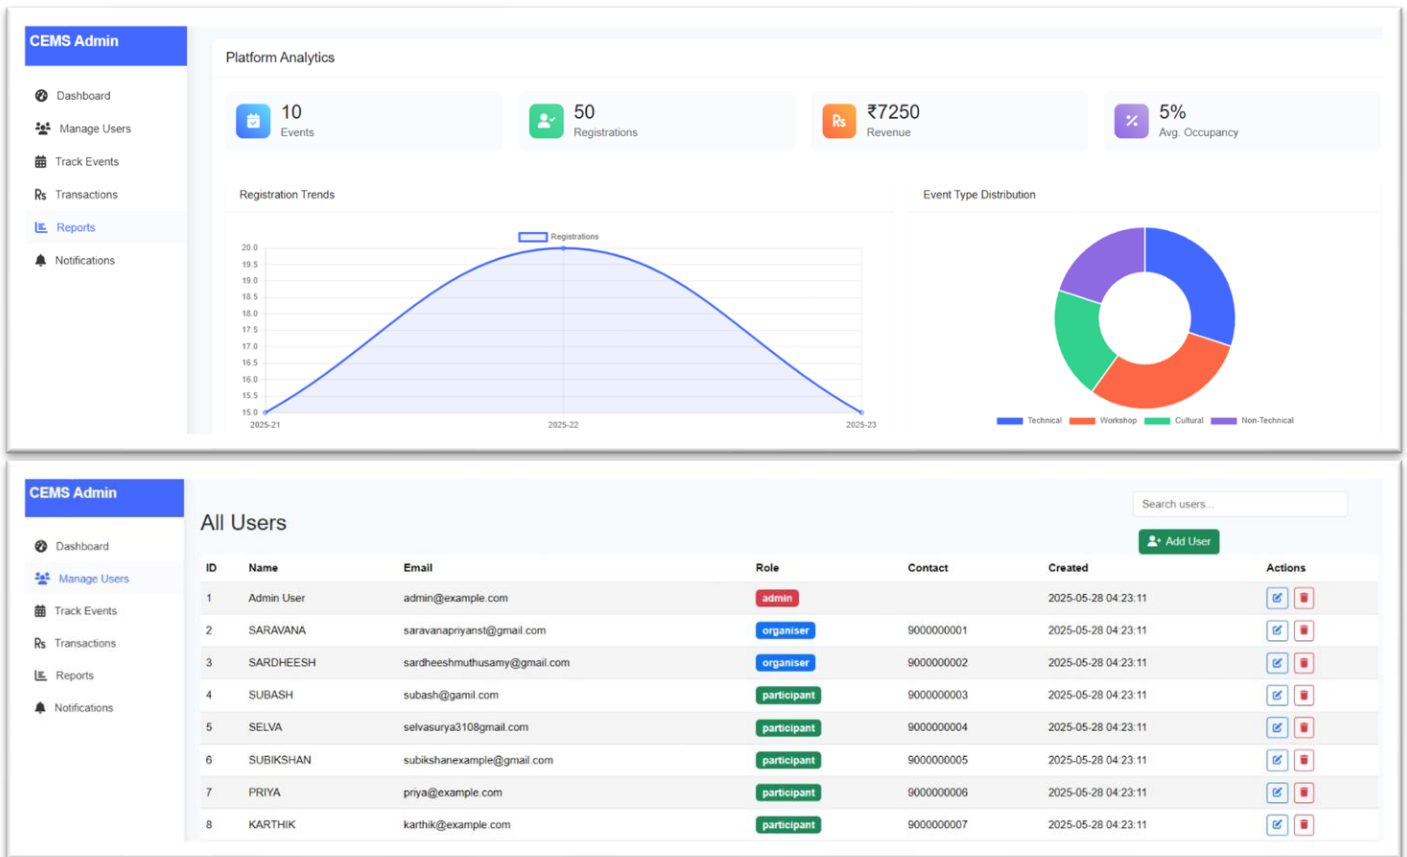 CEMS Admin
Dashboard
Manage Users
Track Events
Rs Transactions
Reports
Notifications
Platform Analytics
10
Events
50
Registrations
Rs
₹7250
Revenue
%
5%
Avg. Occupancy
Registration Trends
Registrations
20.0
19.5
19.0
18.5
18.0
17.5
17.0
16.5
16.0
15.5
15.0
2025-21 2025-22 2025-23
Event Type Distribution
Technical Workshop Cultural Non-Technical
CEMS Admin
Dashboard
Manage Users
Track Events
Rs Transactions
Reports
Notifications
All Users
Search users...
Add User
ID Name Email Role Contact Created Actions
1 Admin User admin@example.com admin 2025-05-28 04:23:11
2 SARAVANA saravanapriyanst@gmail.com organiser 9000000001 2025-05-28 04:23:11
3 SARDHEESH sardheeshmuthusamy@gmail.com organiser 9000000002 2025-05-28 04:23:11
4 SUBASH subash@gamil.com participant 9000000003 2025-05-28 04:23:11
5 SELVA selvasurya3108gmail.com participant 9000000004 2025-05-28 04:23:11
6 SUBIKSHAN subikshanexample@gmail.com participant 9000000005 2025-05-28 04:23:11
7 PRIYA priya@example.com participant 9000000006 2025-05-28 04:23:11
8 KARTHIK karthik@example.com participant 9000000007 2025-05-28 04:23:11